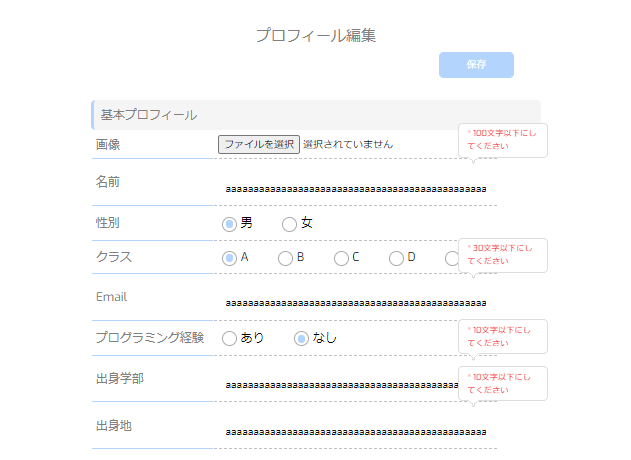 プロフィール編集
保存
基本プロフィール
* 100文字以下にし
てください
画像 ファイルを選択 選択されていません
名前
性別 男 女
* 30文字以下にし
てください
クラス A B C D
Email
* 10文字以下にし
てください
プログラミング経験 あり なし
* 10文字以下にし
てください
出身学部
出身地